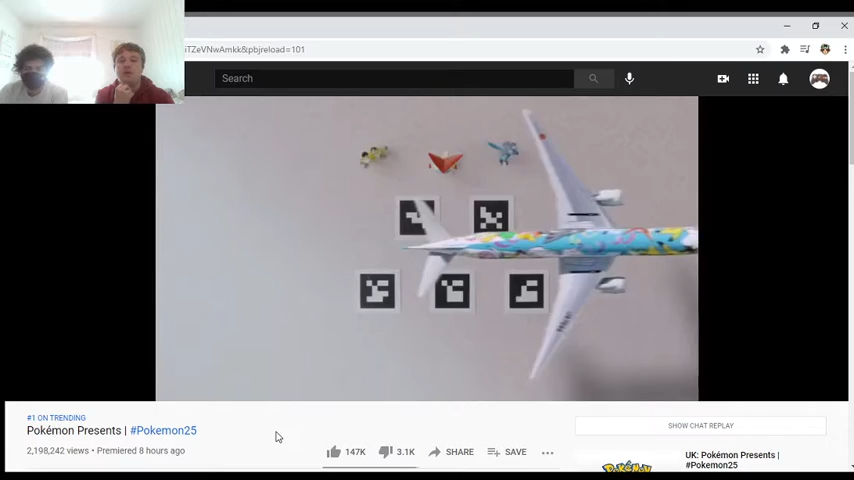 iTZeVNwAmkk&pbjreload=101
Search
#1 ON TRENDING
Pokémon Presents | #Pokemon25
2,198,242 views • Premiered 8 hours ago
147K
3.1K
SHARE
SAVE
SHOW CHAT REPLAY
UK: Pokémon Presents |
#Pokemon25